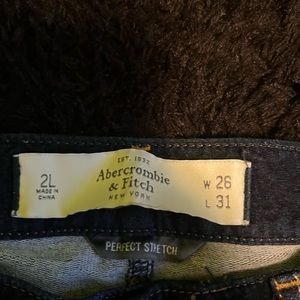 EST. 1892
Abercrombie
& Fitch
NEW YORK
2L
MADE IN
CHINA
W 26
L 31
PERFECT STRETCH